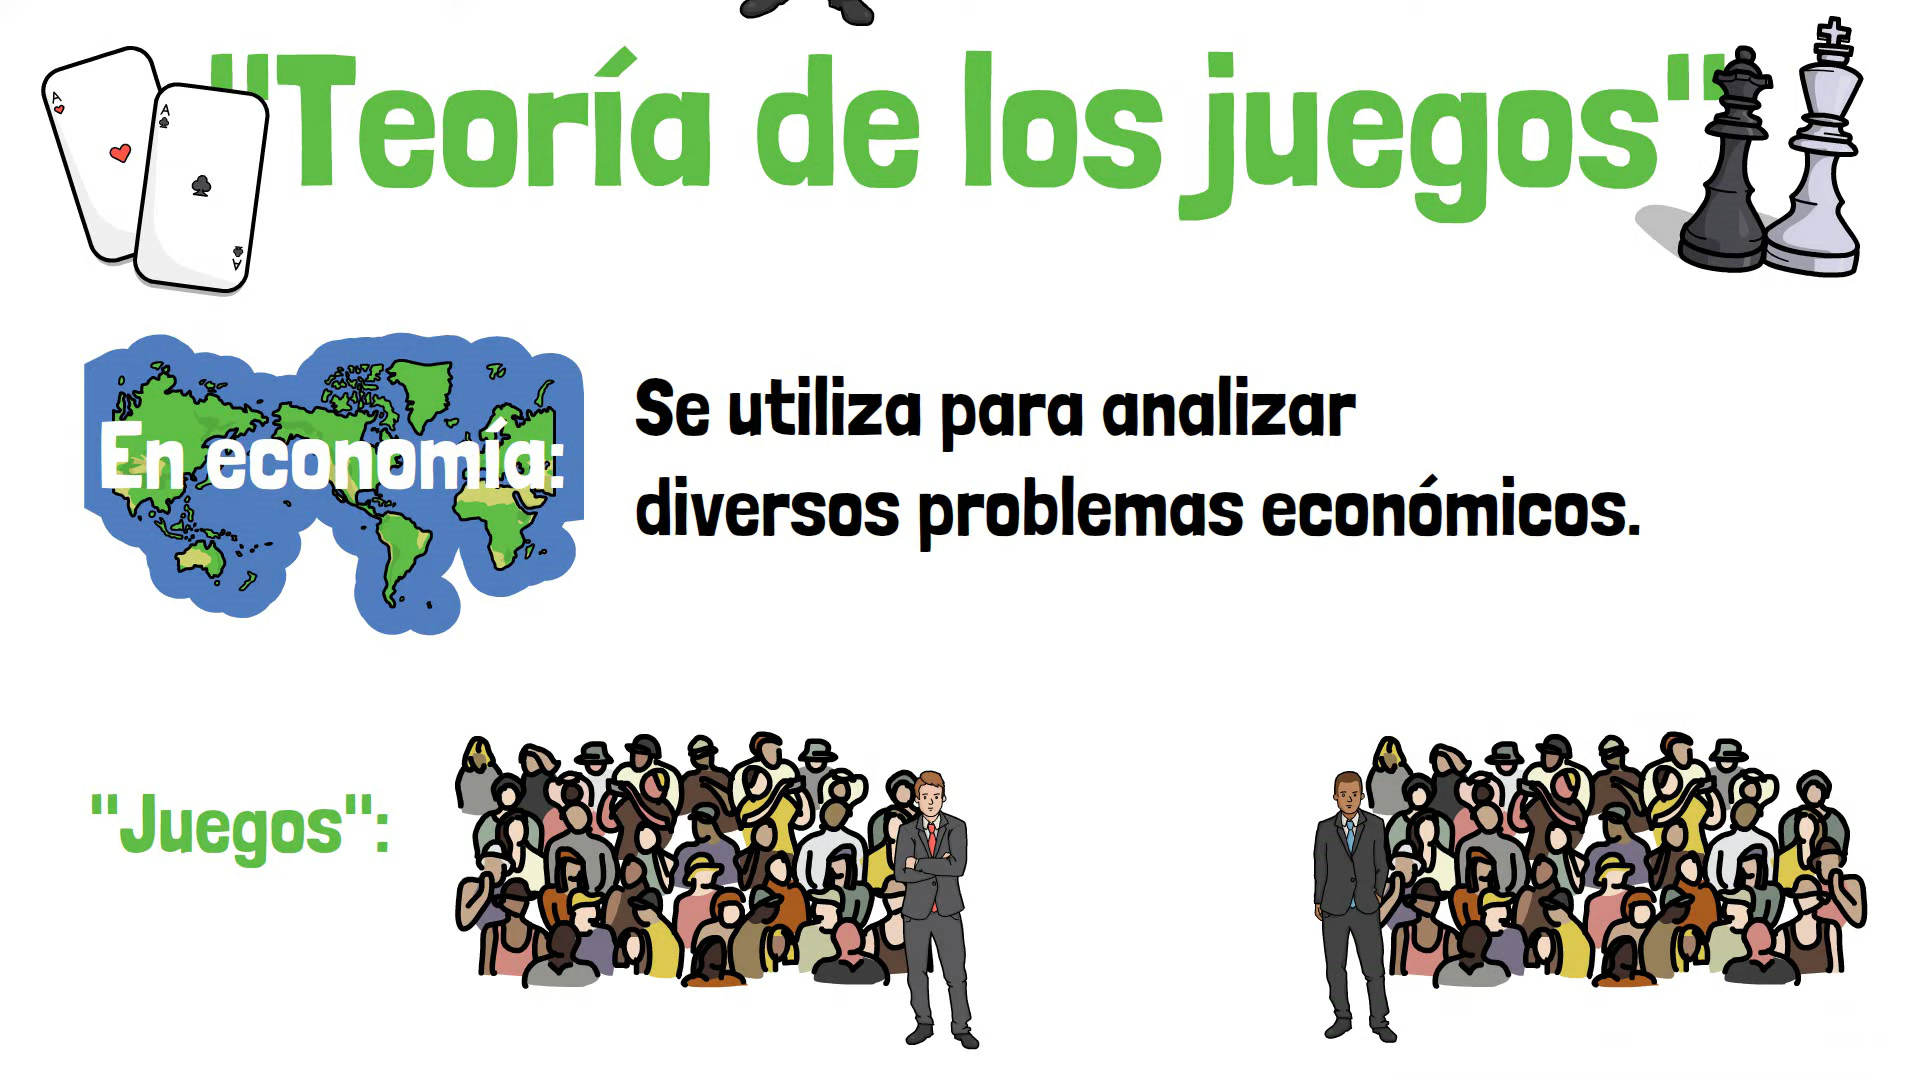 "Teoría de los juegos"
A
A
A
En economía:
Se utiliza para analizar
diversos problemas económicos.
"Juegos":